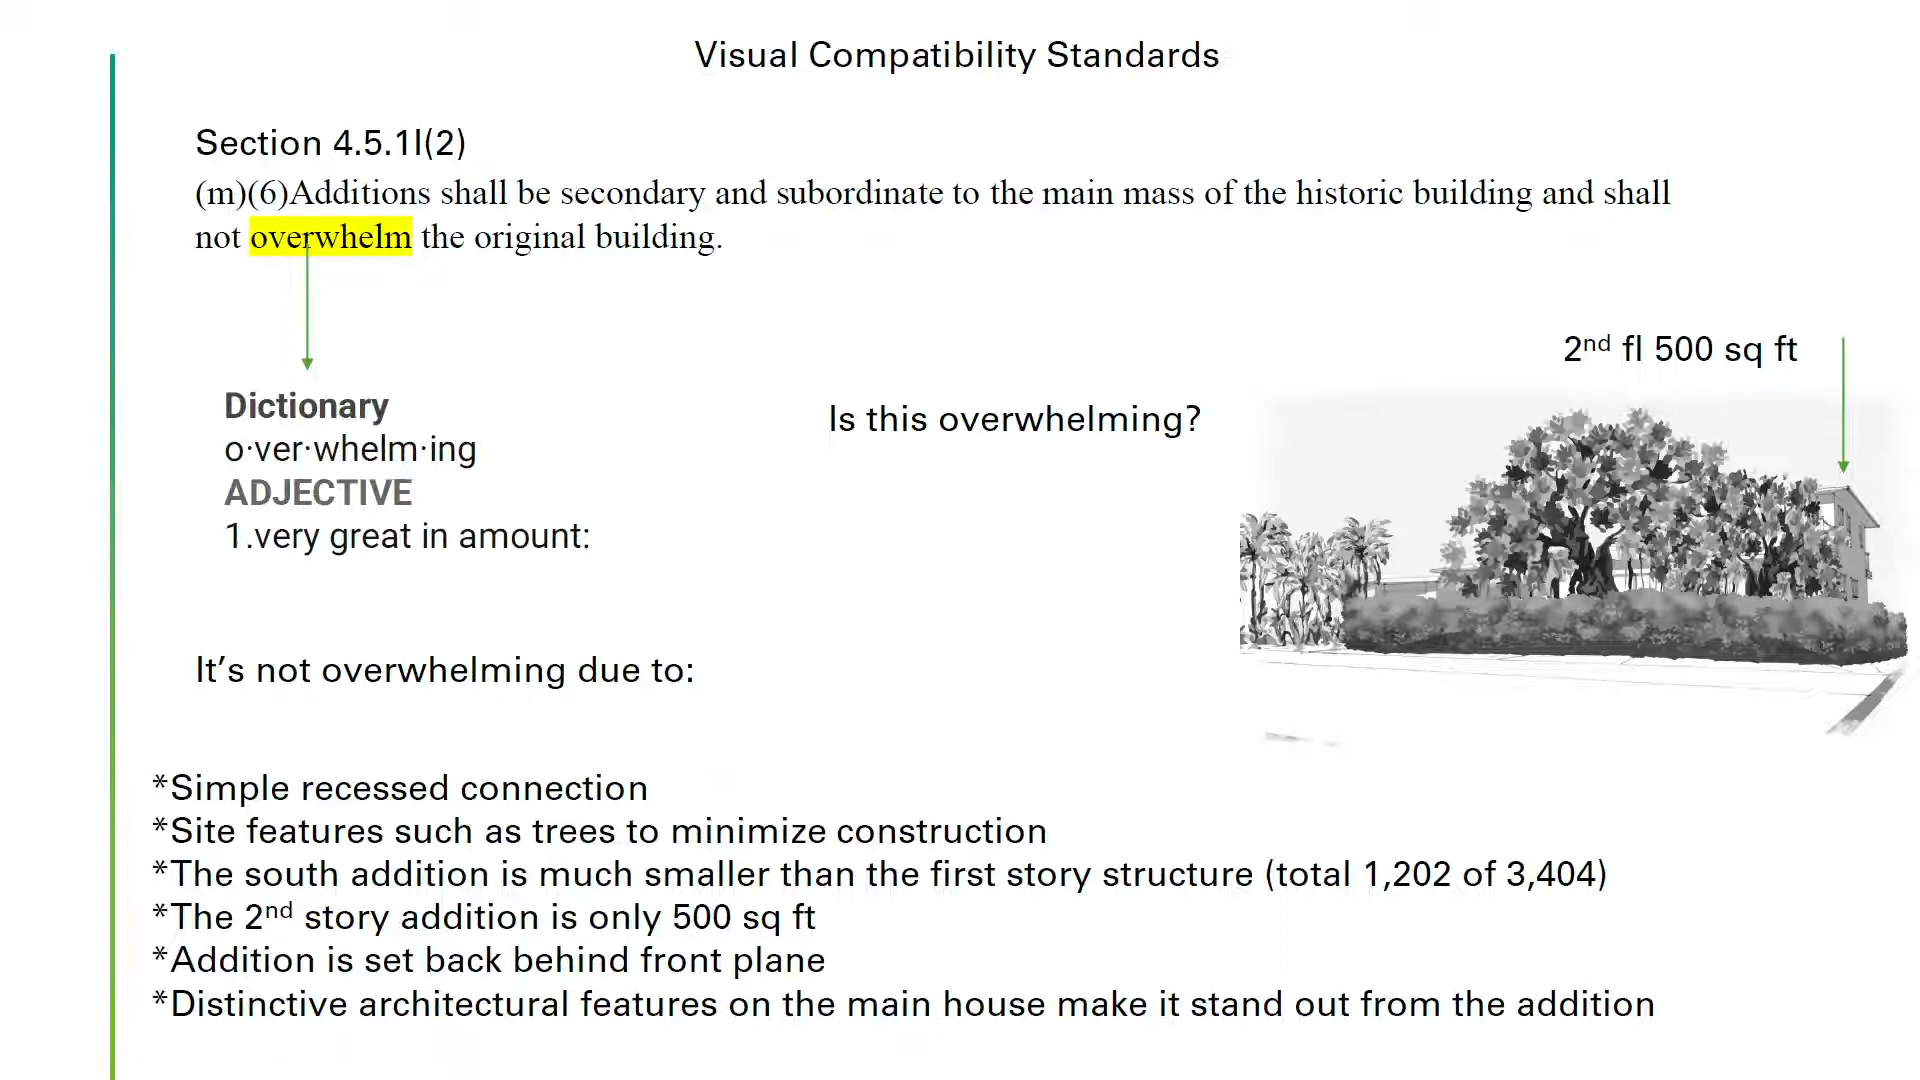 Visual Compatibility Standards
Section 4.5.1l(2)
(m)(6)Additions shall be secondary and subordinate to the main mass of the historic building and shall
not overwhelm the original building.
2nd fl 500 sq ft
Dictionary
Is this overwhelming?
o·ver·whelm·ing
ADJECTIVE
1.very great in amount:
It’s not overwhelming due to:
*Simple recessed connection
*Site features such as trees to minimize construction
*The south addition is much smaller than the first story structure (total 1,202 of 3,404)
*The 2nd story addition is only 500 sq ft
*Addition is set back behind front plane
*Distinctive architectural features on the main house make it stand out from the addition